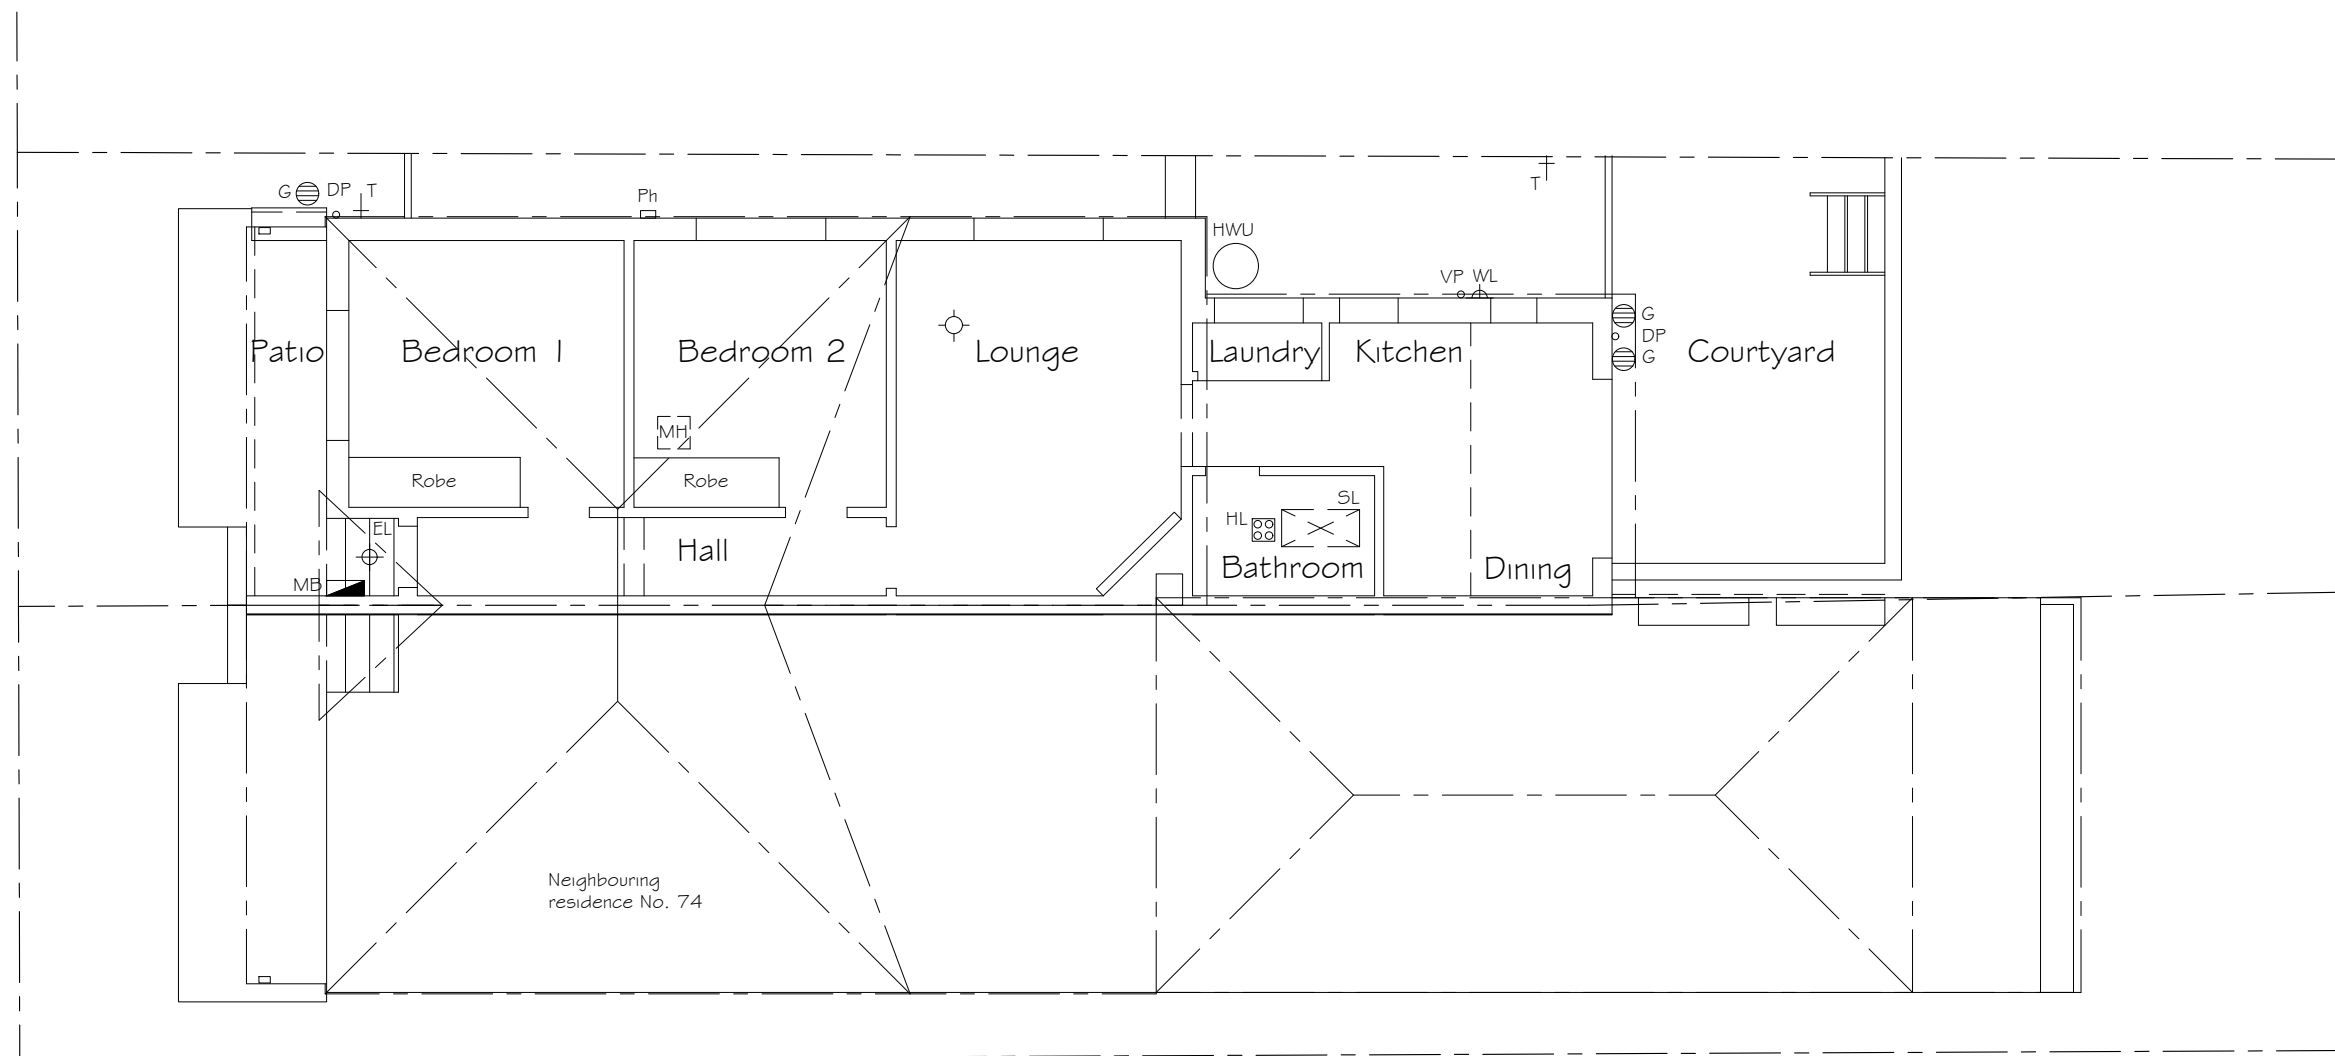 G DP T
Ph
T
HWU
VP WL
G
DP
G
Patio
Bedroom 1
Bedroom 2
Lounge
Laundry
Kitchen
Courtyard
MH
Robe
Robe
SL
HL
EL
Hall
Bathroom
Dining
MB
Neighbouring
residence No. 74